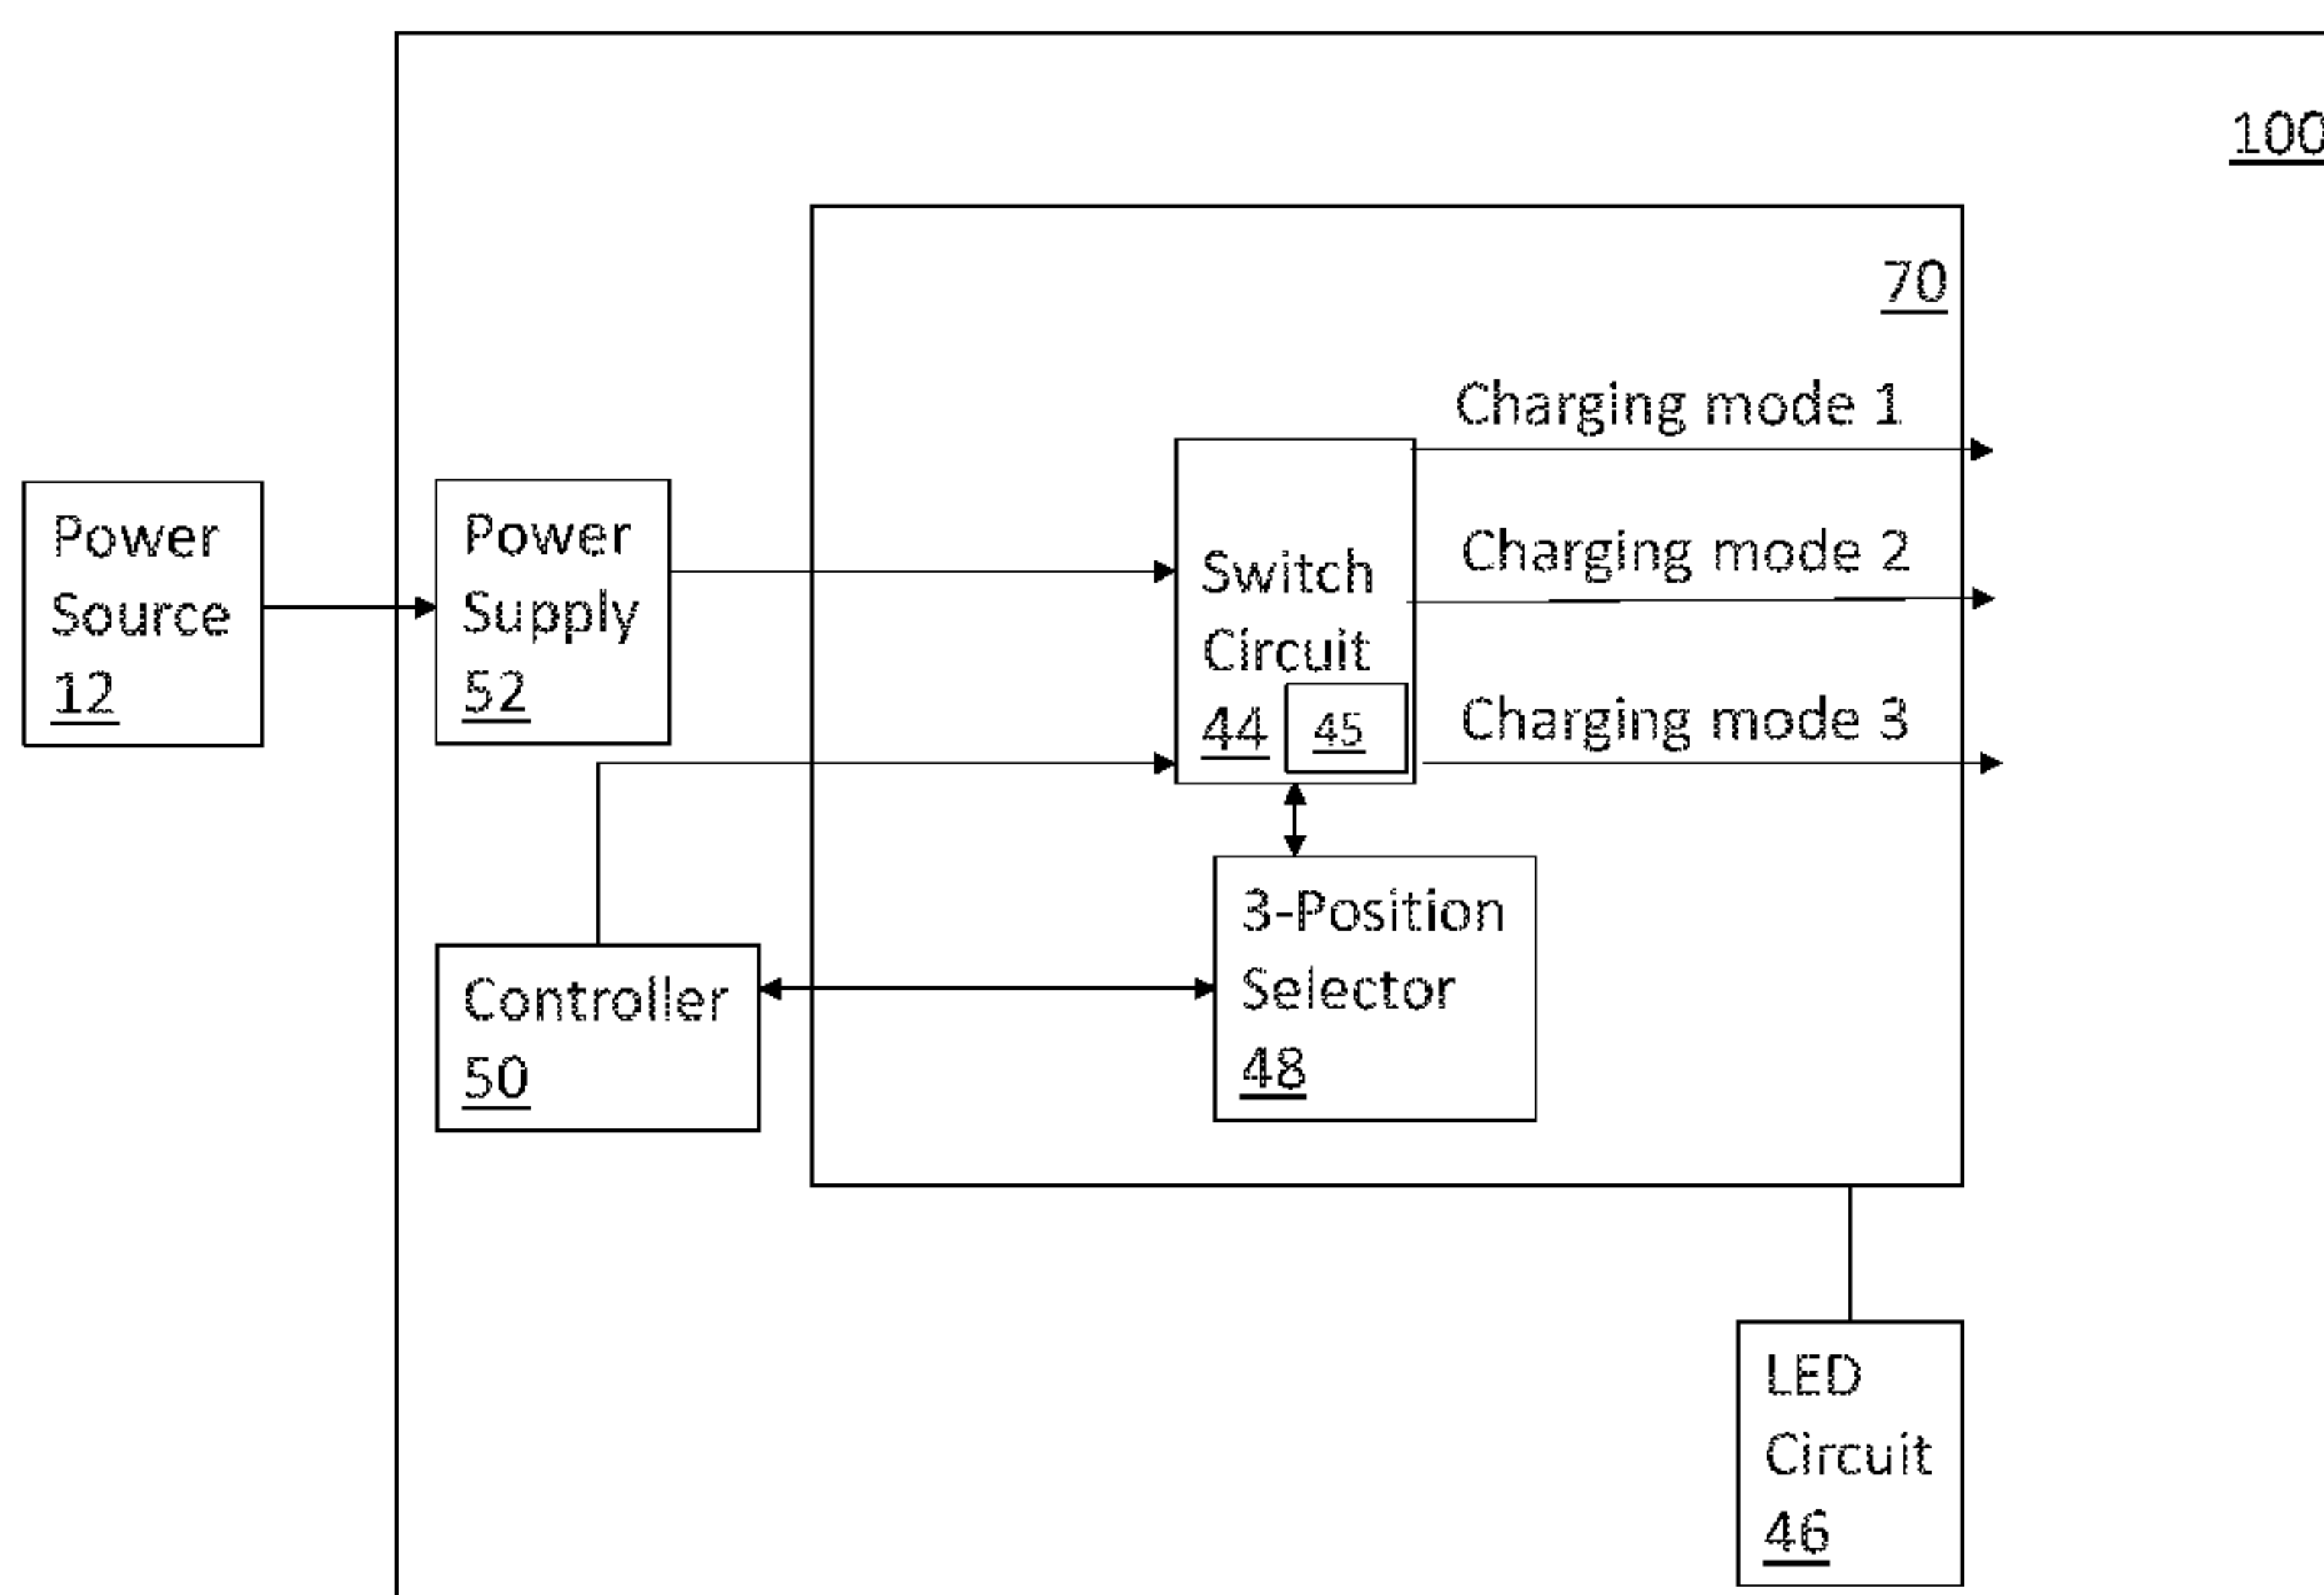 100
70
Charging mode 1
Charging mode 2
Charging mode 3
Power
Source
12
Power
Supply
52
Switch
Circuit
44
45
3-Position
Selector
48
Controller
50
LED
Circuit
46